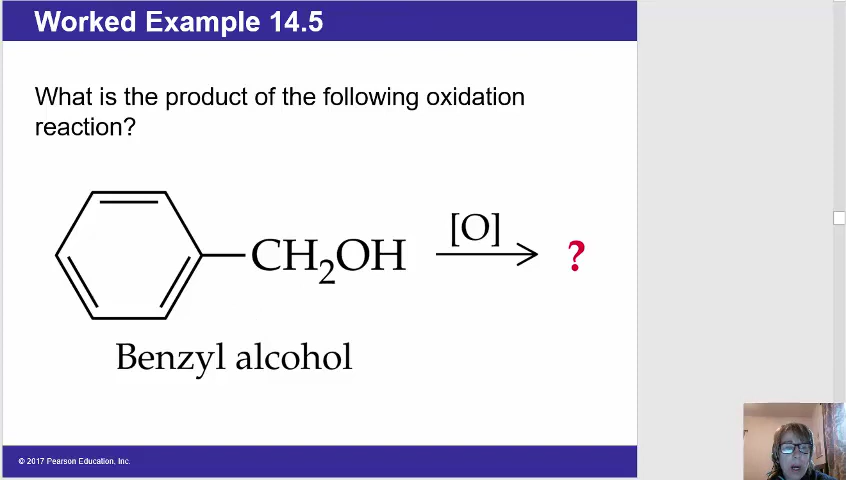 Worked Example 14.5
What is the product of the following oxidation
reaction?
[O]
CH₂OH
?
Benzyl alcohol
© 2017 Pearson Education, Inc.